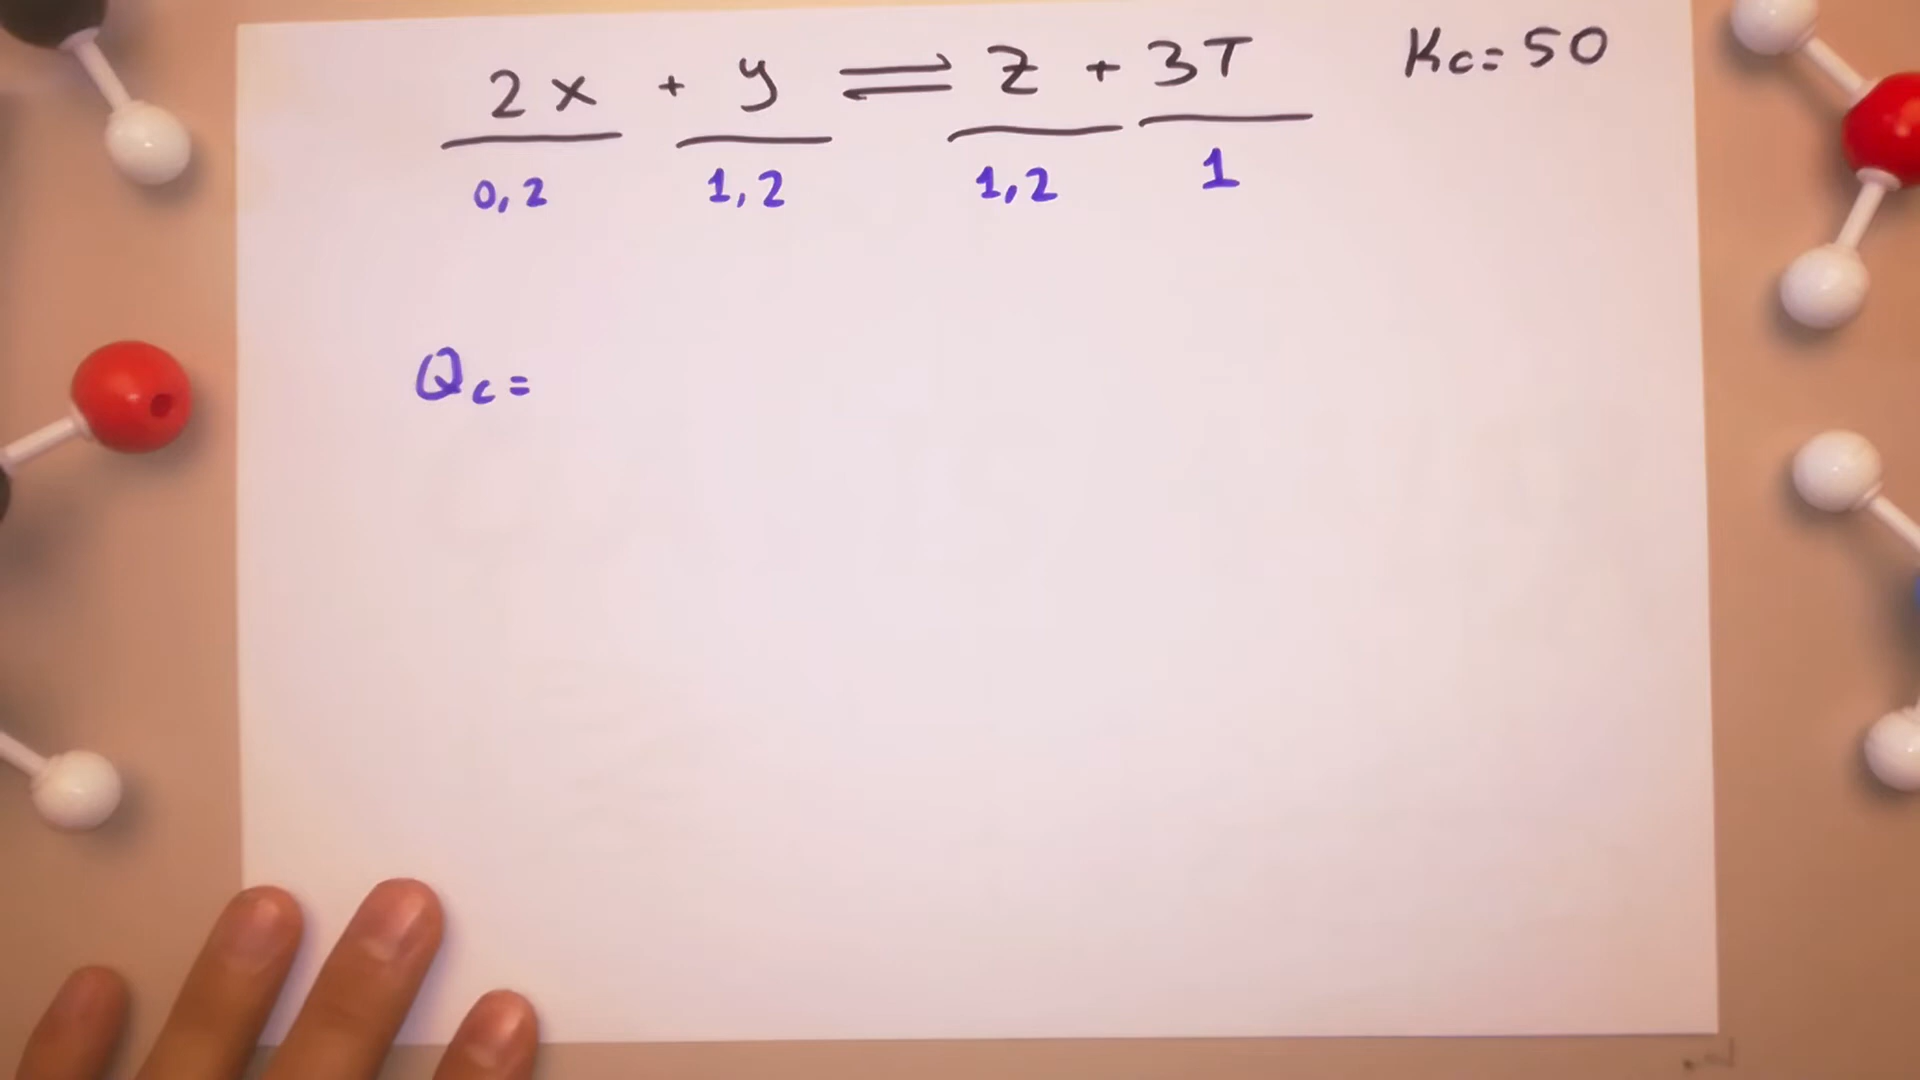 2x + y ⇌ z + 3T Kc= 50
0,2 1,2 1,2 1
Qc=